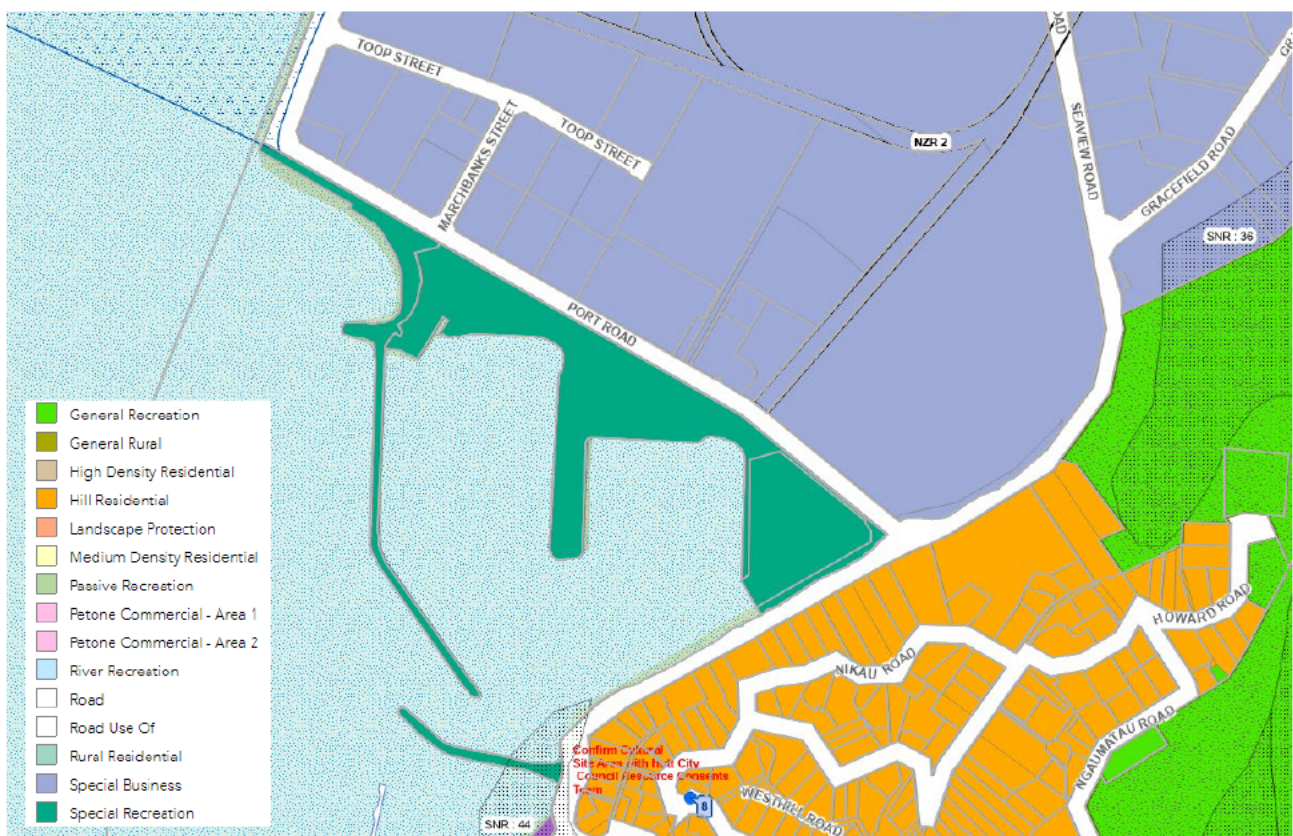 TOOP STREET
MARCHBANKS STREET
TOOP STREET
NZR 2
ROAD
SEAVIEW ROAD
GRACEFIELD ROAD
GR
SNR : 36
PORT ROAD
General Recreation
General Rural
High Density Residential
Hill Residential
Landscape Protection
Medium Density Residential
Passive Recreation
Petone Commercial - Area 1
Petone Commercial - Area 2
River Recreation
Road
Road Use Of
Rural Residential
Special Business
Special Recreation
HOWARD ROAD
NIKAU ROAD
NGAUMATAU ROAD
Confirm Cultural
Site Area with Hutt City
Council Resource Consents
Team
8
WESTHILL ROAD
SNR : 44